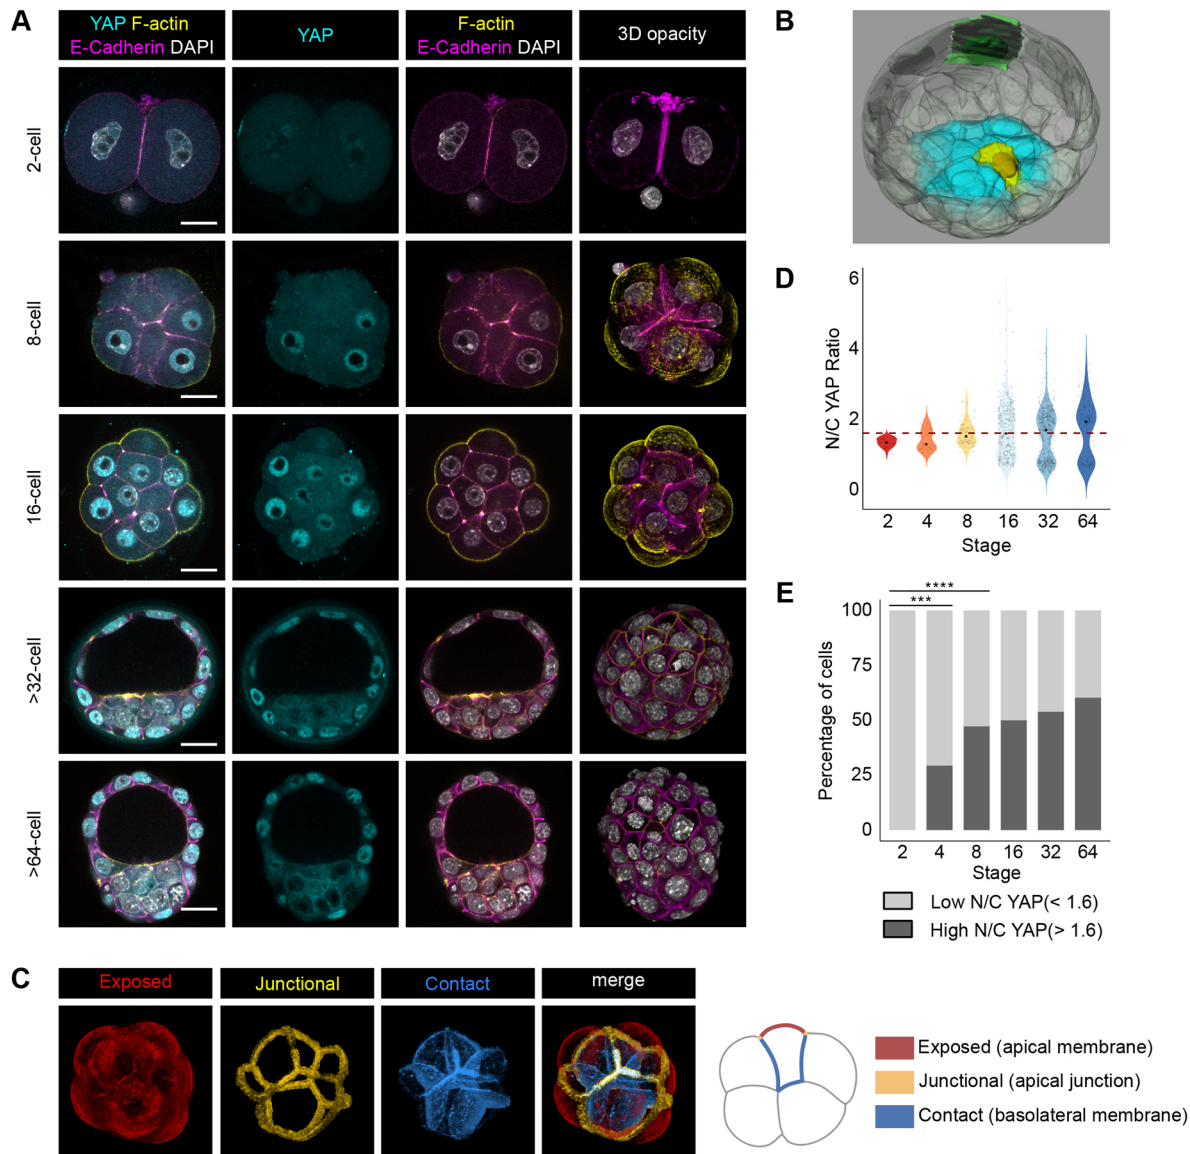 A
YAP F-actin
E-Cadherin DAPI
YAP
F-actin
E-Cadherin DAPI
3D opacity
2-cell
8-cell
16-cell
>32-cell
>64-cell
B
D
N/C YAP Ratio
6
4
2
0
2 4 8 16 32 64
Stage
E
Percentage of cells
****
***
100
75
50
25
0
2 4 8 16 32 64
Stage
Low N/C YAP(< 1.6)
High N/C YAP(> 1.6)
C
Exposed
Junctional
Contact
merge
Exposed (apical membrane)
Junctional (apical junction)
Contact (basolateral membrane)